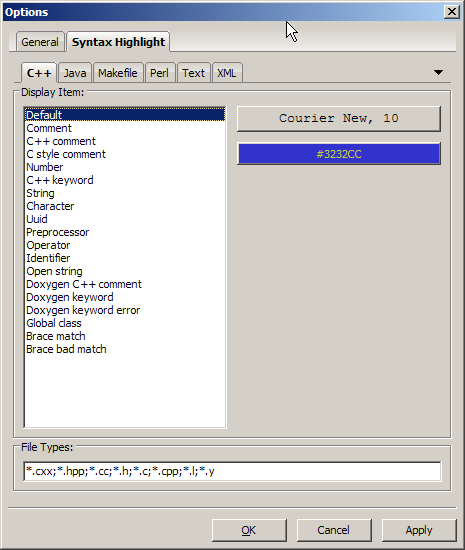 Options
General Syntax Highlight
C++ Java Makefile Perl Text XML
Display Item:
Default
Comment
C++ comment
C style comment
Number
C++ keyword
String
Character
Uuid
Preprocessor
Operator
Identifier
Open string
Doxygen C++ comment
Doxygen keyword
Doxygen keyword error
Global class
Brace match
Brace bad match
Courier New, 10
#3232CC
File Types:
*.cxx;*.hpp;*.cc;*.h;*.c;*.cpp;*.l;*.y
OK Cancel Apply